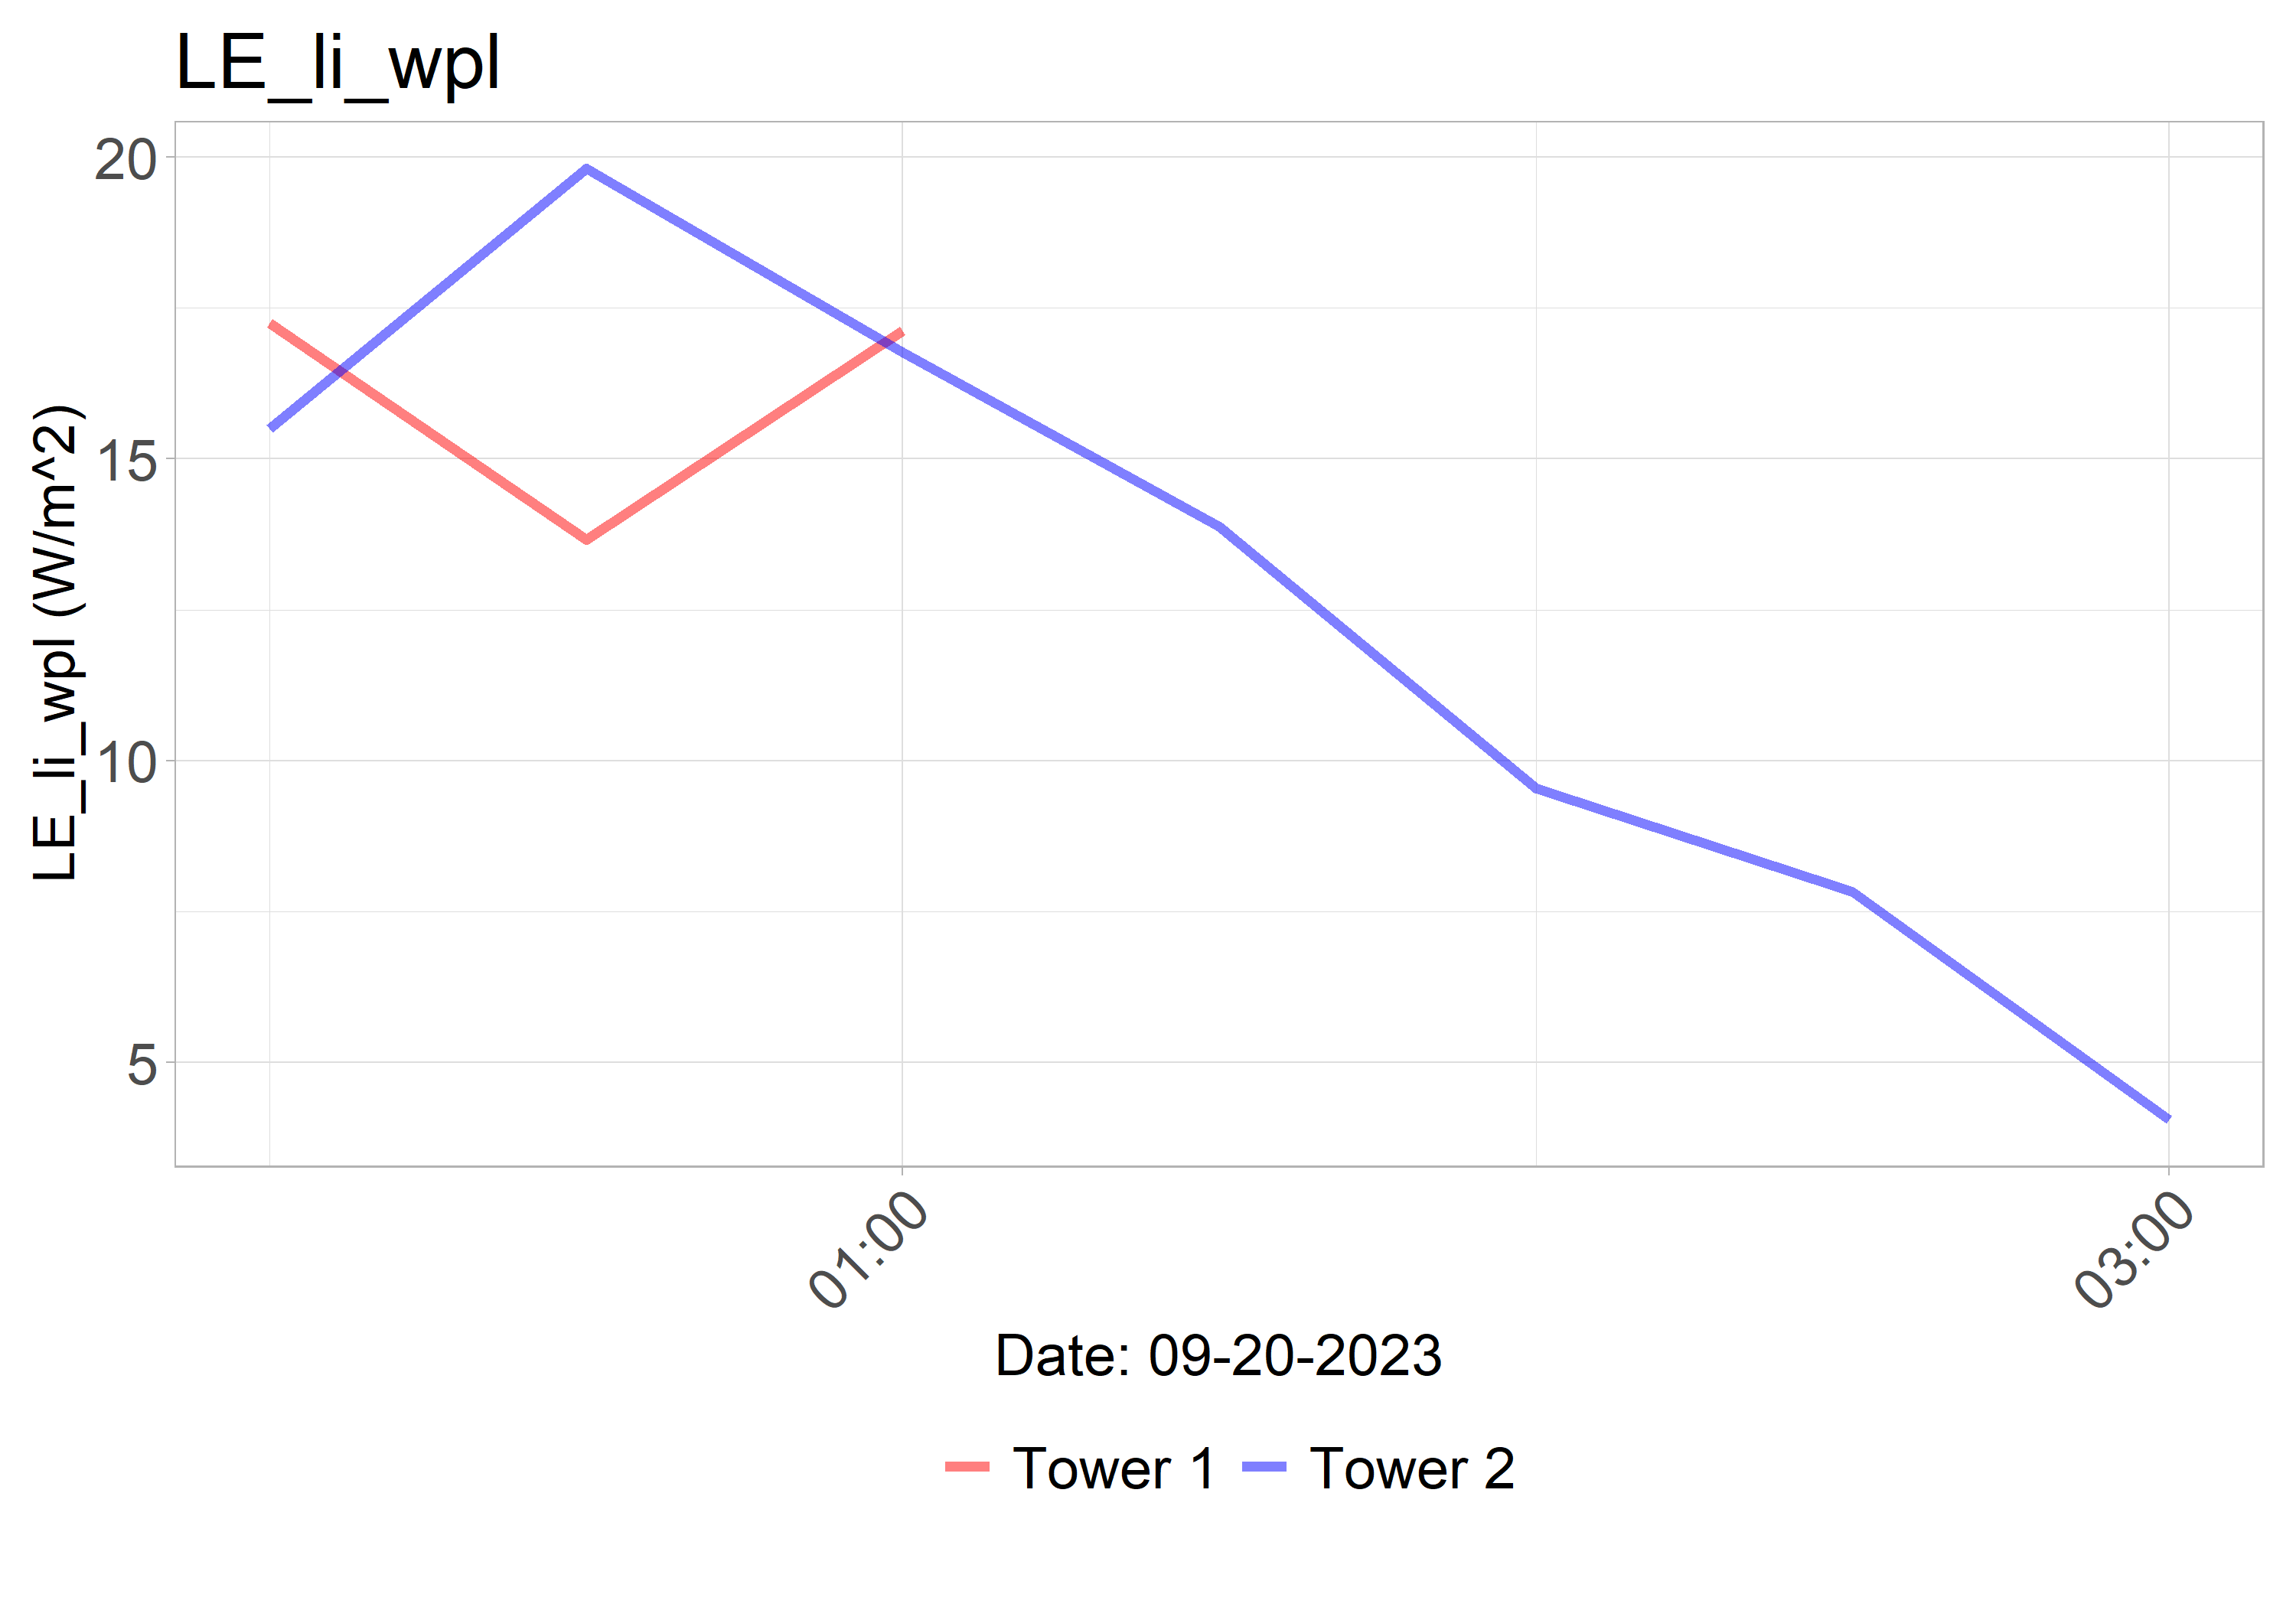 LE_li_wpl
LE_li_wpl (W/m^2)
20
15
10
5
01:00
03:00
Date: 09-20-2023
Tower 1
Tower 2